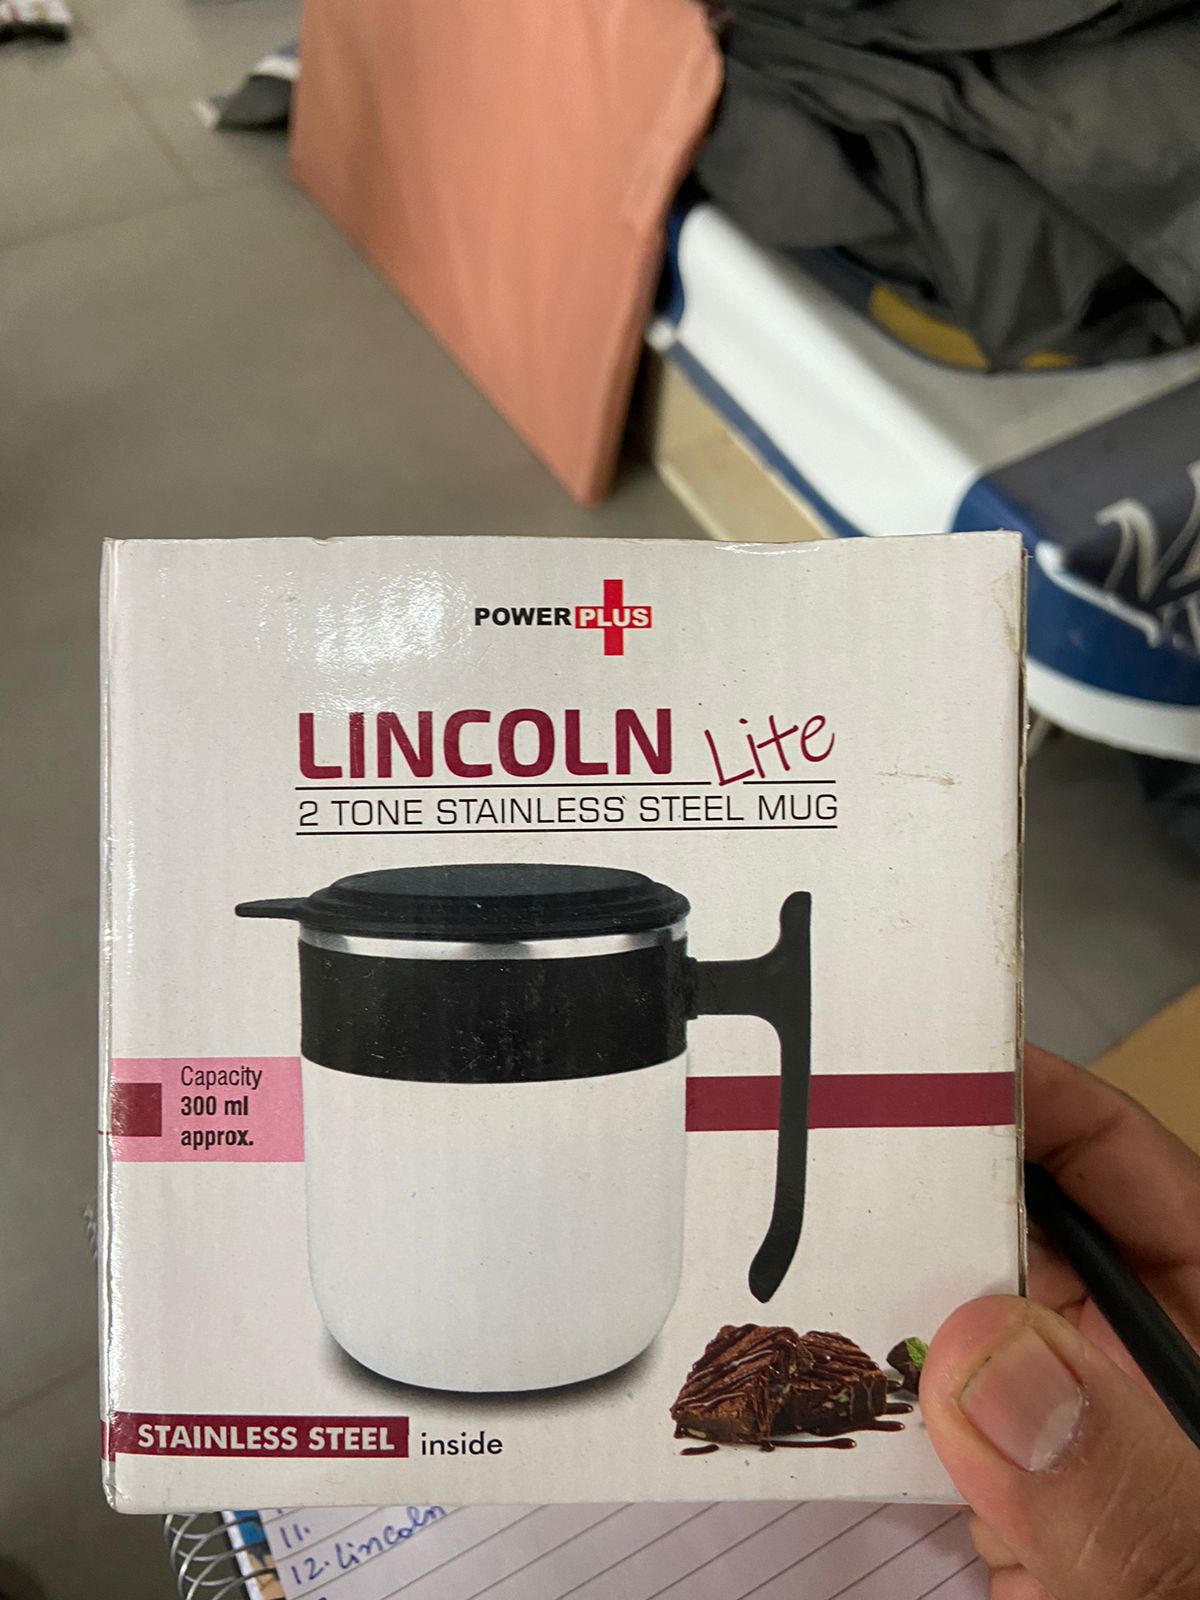 POWER PLUS
LINCOLN Lite
2 TONE STAINLESS STEEL MUG
Capacity
300 ml
approx.
STAINLESS STEEL inside
11.
12. Lincoln